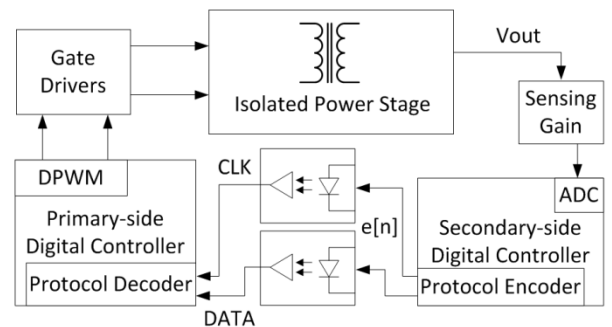 Gate
Drivers
Isolated Power Stage
Vout
Sensing
Gain
DPWM
Primary-side
Digital Controller
Protocol Decoder
CLK
e[n]
DATA
ADC
Secondary-side
Digital Controller
Protocol Encoder